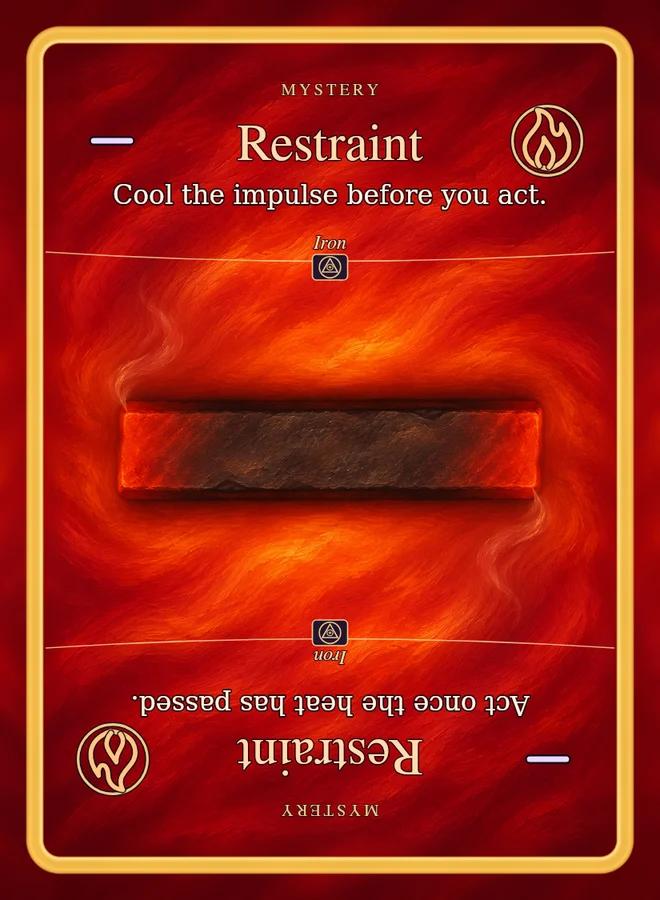 MYSTERY
Restraint
Cool the impulse before you act.
Iron
Iron
Act once the heat has passed.
Restraint
MYSTERY